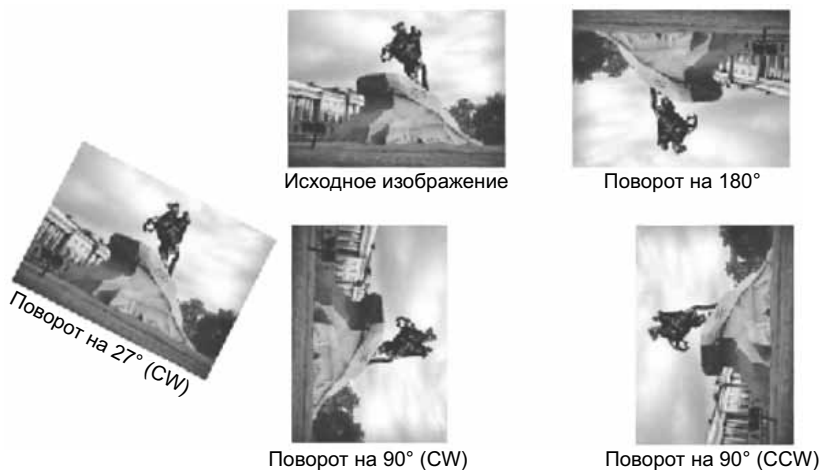 Исходное изображение
Поворот на 180°
Поворот на 27° (CW)
Поворот на 90° (CW)
Поворот на 90° (CCW)